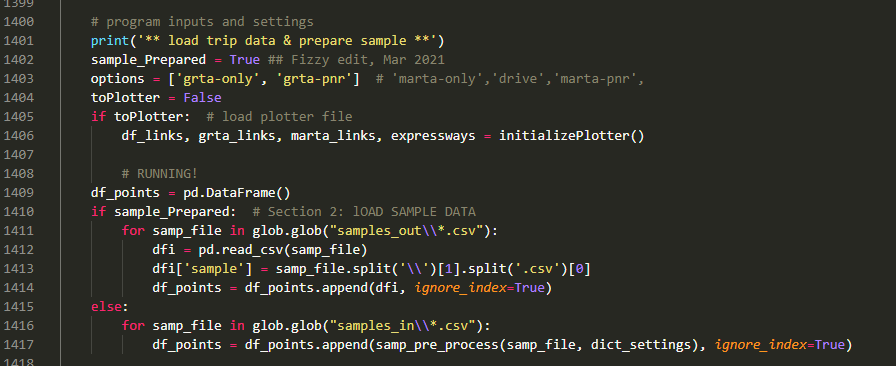 1399
1400 # program inputs and settings
1401 print('** load trip data & prepare sample **')
1402 sample_Prepared = True ## Fizzy edit, Mar 2021
1403 options = ['grta-only', 'grta-pnr']  # 'marta-only','drive','marta-pnr',
1404 toPlotter = False
1405 if toPlotter:  # load plotter file
1406     df_links, grta_links, marta_links, expressways = initializePlotter()
1407
1408     # RUNNING!
1409 df_points = pd.DataFrame()
1410 if sample_Prepared:  # Section 2: lOAD SAMPLE DATA
1411     for samp_file in glob.glob("samples_out\\*.csv"):
1412         dfi = pd.read_csv(samp_file)
1413         dfi['sample'] = samp_file.split('\\')[1].split('.csv')[0]
1414         df_points = df_points.append(dfi, ignore_index=True)
1415 else:
1416     for samp_file in glob.glob("samples_in\\*.csv"):
1417         df_points = df_points.append(samp_pre_process(samp_file, dict_settings), ignore_index=True)
1418